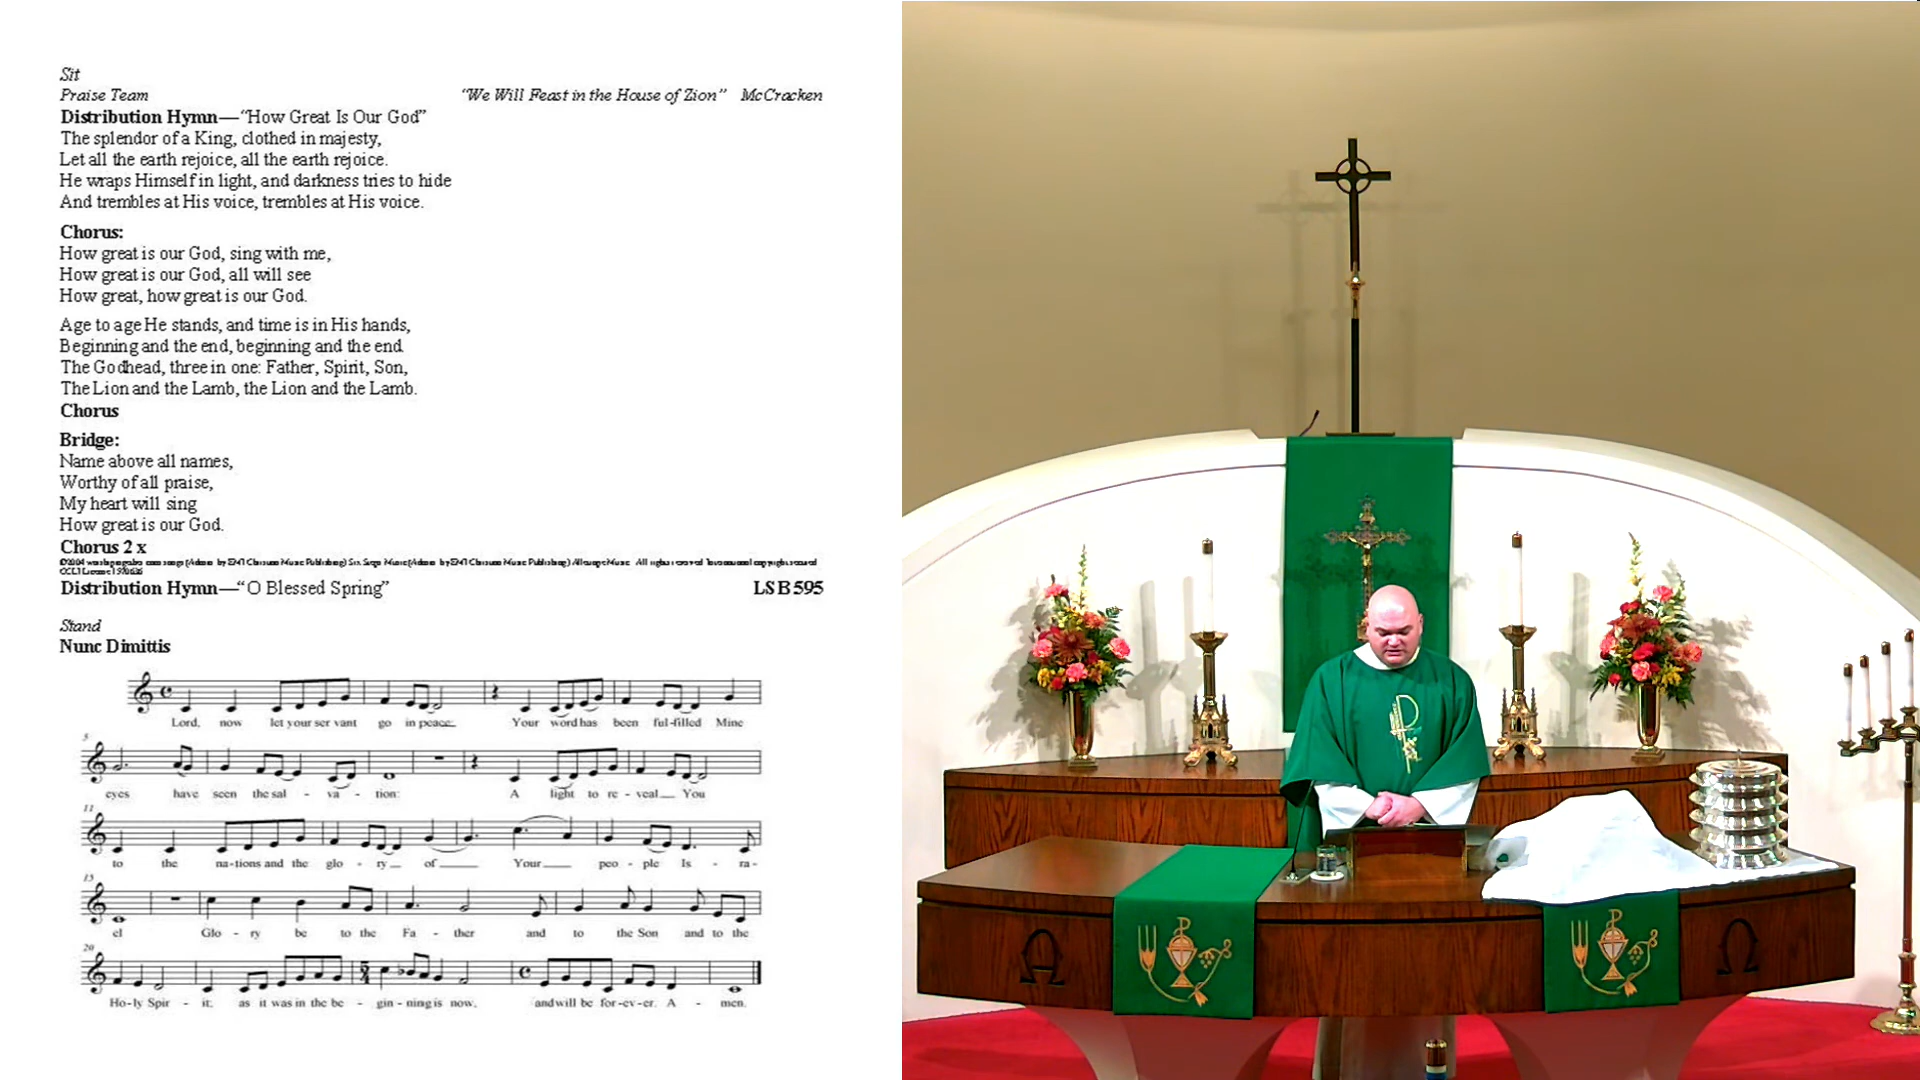 Sit
Praise Team “We Will Feast in the House of Zion” McCracken
Distribution Hymn—“How Great Is Our God”
The splendor of a King, clothed in majesty,
Let all the earth rejoice, all the earth rejoice.
He wraps Himself in light, and darkness tries to hide
And trembles at His voice, trembles at His voice.
Chorus:
How great is our God, sing with me,
How great is our God, all will see
How great, how great is our God.
Age to age He stands, and time is in His hands,
Beginning and the end, beginning and the end.
The Godhead, three in one: Father, Spirit, Son,
The Lion and the Lamb, the Lion and the Lamb.
Chorus
Bridge:
Name above all names,
Worthy of all praise,
My heart will sing
How great is our God.
Chorus 2 x
Distribution Hymn—“O Blessed Spring” LSB 595
Stand
Nunc Dimittis
Lord, now let your ser vant go in peace. Your word has been ful-filled Mine
5
eyes have seen the sal - va - tion: A light to re - veal You
11
to the na-tions and the glo - ry of Your peo - ple Is - ra-
15
el Glo - ry be to the Fa - ther and to the Son and to the
20
Ho-ly Spir - it; as it was in the be - gin - ning is now, and will be for-ev-er. A - men.